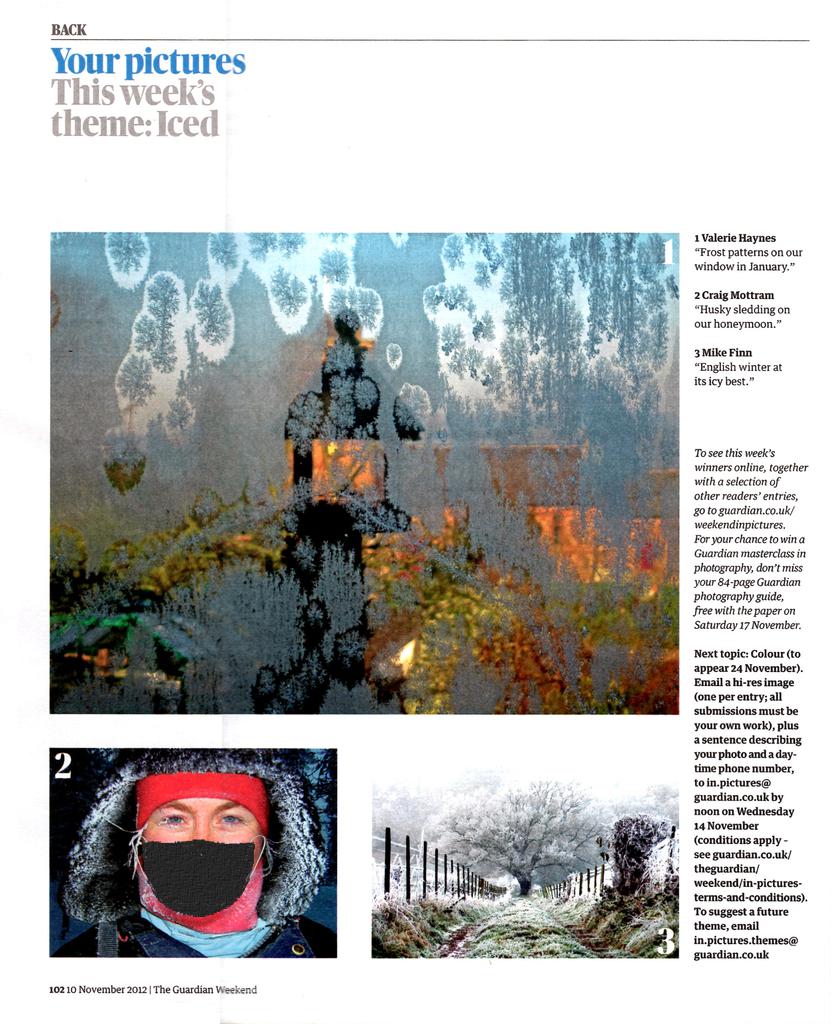 BACK
Your pictures
This week's
theme: Iced
1
1 Valerie Haynes
“Frost patterns on our
window in January.”
2 Craig Mottram
“Husky sledding on
our honeymoon.”
3 Mike Finn
“English winter at
its icy best.”
To see this week's
winners online, together
with a selection of
other readers' entries,
go to guardian.co.uk/
weekendinpictures.
For your chance to win a
Guardian masterclass in
photography, don't miss
your 84-page Guardian
photography guide,
free with the paper on
Saturday 17 November.
Next topic: Colour (to
appear 24 November).
Email a hi-res image
(one per entry; all
submissions must be
your own work), plus
a sentence describing
your photo and a day-
time phone number,
to in.pictures@
guardian.co.uk by
noon on Wednesday
14 November
(conditions apply –
see guardian.co.uk/
theguardian/
weekend/in-pictures-
terms-and-conditions).
To suggest a future
theme, email
in.pictures.themes@
guardian.co.uk
2
3
102 10 November 2012 | The Guardian Weekend